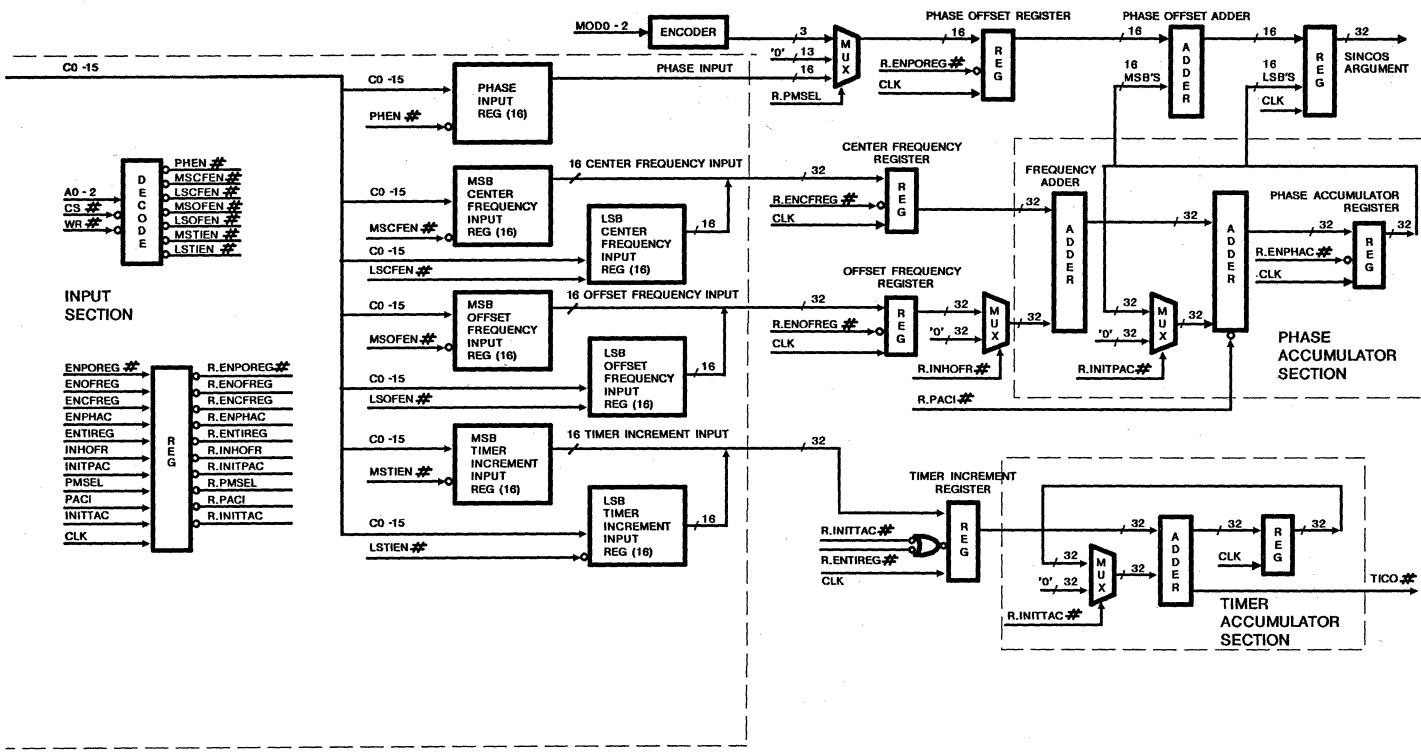 MOD0 - 2
ENCODER
3
'0'
13
16
PHASE INPUT
MUX
R.PMSEL
PHASE OFFSET REGISTER
16
R.ENPOREG#
CLK
REG
PHASE OFFSET ADDER
16
16
MSB'S
ADDER
16
16
LSB'S
CLK
REG
32
SINCOS
ARGUMENT
C0 -15
C0 -15
PHEN #
PHASE
INPUT
REG (16)
A0 - 2
CS #
WR #
DECODE
PHEN #
MSCFEN #
LSCFEN #
MSOFEN #
LSOFEN #
MSTIEN #
LSTIEN #
INPUT
SECTION
C0 -15
MSCFEN #
MSB
CENTER
FREQUENCY
INPUT
REG (16)
16 CENTER FREQUENCY INPUT
C0 -15
LSCFEN #
LSB
CENTER
FREQUENCY
INPUT
REG (16)
16
32
CENTER FREQUENCY
REGISTER
R.ENCFREG #
CLK
REG
C0 -15
MSOFEN #
MSB
OFFSET
FREQUENCY
INPUT
REG (16)
16 OFFSET FREQUENCY INPUT
C0 -15
LSOFEN #
LSB
OFFSET
FREQUENCY
INPUT
REG (16)
16
32
OFFSET FREQUENCY
REGISTER
R.ENOFREG #
CLK
REG
32
'0' 32
MUX
R.INHOFR #
32
FREQUENCY
ADDER
32
ADDER
32
32
'0' 32
MUX
R.INITPAC #
32
ADDER
R.PACI #
32
PHASE ACCUMULATOR
REGISTER
32
R.ENPHAC #
.CLK
REG
32
PHASE
ACCUMULATOR
SECTION
ENPOREG #
ENOFREG
ENCFREG
ENPHAC
ENTIREG
INHOFR
INITPAC
PMSEL
PACI
INITTAC
CLK
REG
R.ENPOREG #
R.ENOFREG
R.ENCFREG
R.ENPHAC
R.ENTIREG
R.INHOFR
R.INITPAC
R.PMSEL
R.PACI
R.INITTAC
C0 -15
MSTIEN #
MSB
TIMER
INCREMENT
INPUT
REG (16)
16 TIMER INCREMENT INPUT
C0 -15
LSTIEN #
LSB
TIMER
INCREMENT
INPUT
REG (16)
16
32
TIMER INCREMENT
REGISTER
R.INITTAC #
R.ENTIREG #
CLK
REG
32
32
'0' 32
MUX
R.INITTAC #
32
ADDER
32
CLK
REG
32
TICO #
TIMER
ACCUMULATOR
SECTION